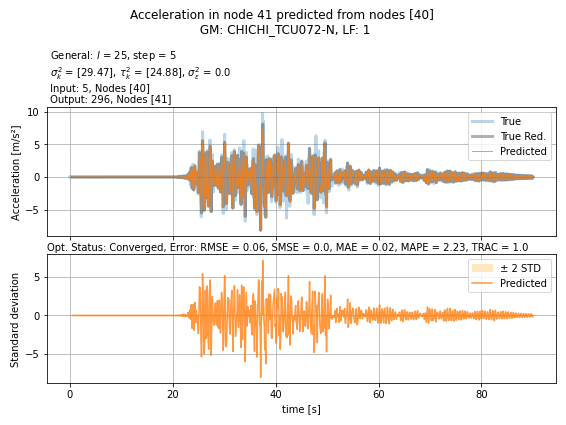 Acceleration in node 41 predicted from nodes [40]
GM: CHICHI_TCU072-N, LF: 1
General: l = 25, step = 5
σ²_k = [29.47], τ²_k = [24.88], σ²_ε = 0.0
Input: 5, Nodes [40]
Output: 296, Nodes [41]
10
5
0
−5
Acceleration [m/s²]
True
True Red.
Predicted
Opt. Status: Converged, Error: RMSE = 0.06, SMSE = 0.0, MAE = 0.02, MAPE = 2.23, TRAC = 1.0
5
0
−5
Standard deviation
± 2 STD
Predicted
0 20 40 60 80
time [s]